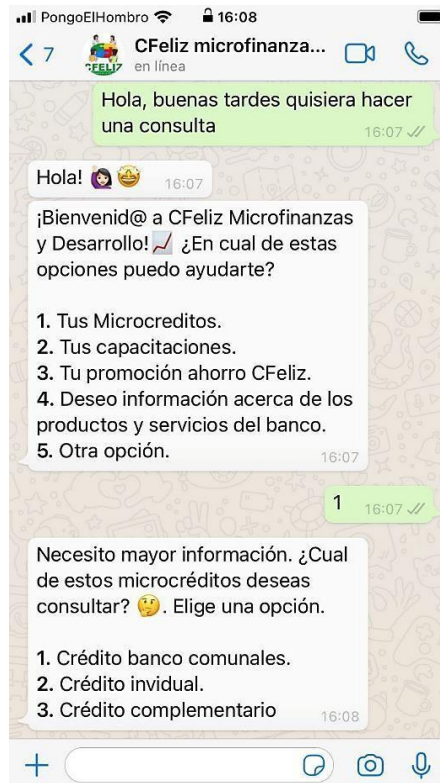 PongoElHombro 16:08
7 CFeliz microfinanza...
CFELIZ
en línea
Hola, buenas tardes quisiera hacer
una consulta
16:07
Hola! 🙋🏻‍♀️🤩 16:07
¡Bienvenid@ a CFeliz Microfinanzas
y Desarrollo!📈 ¿En cual de estas
opciones puedo ayudarte?
1. Tus Microcreditos.
2. Tus capacitaciones.
3. Tu promoción ahorro CFeliz.
4. Deseo información acerca de los
productos y servicios del banco.
5. Otra opción.
16:07
1 16:07
Necesito mayor información. ¿Cual
de estos microcréditos deseas
consultar? 🤔. Elige una opción.
1. Crédito banco comunales.
2. Crédito invidual.
3. Crédito complementario
16:08